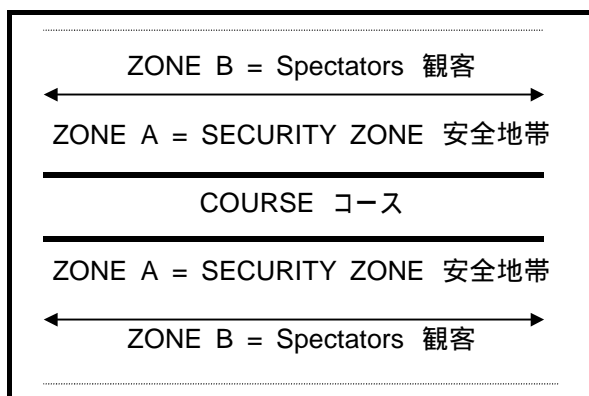 ZONE B = Spectators 観客
ZONE A = SECURITY ZONE 安全地帯
COURSE コース
ZONE A = SECURITY ZONE 安全地帯
ZONE B = Spectators 観客